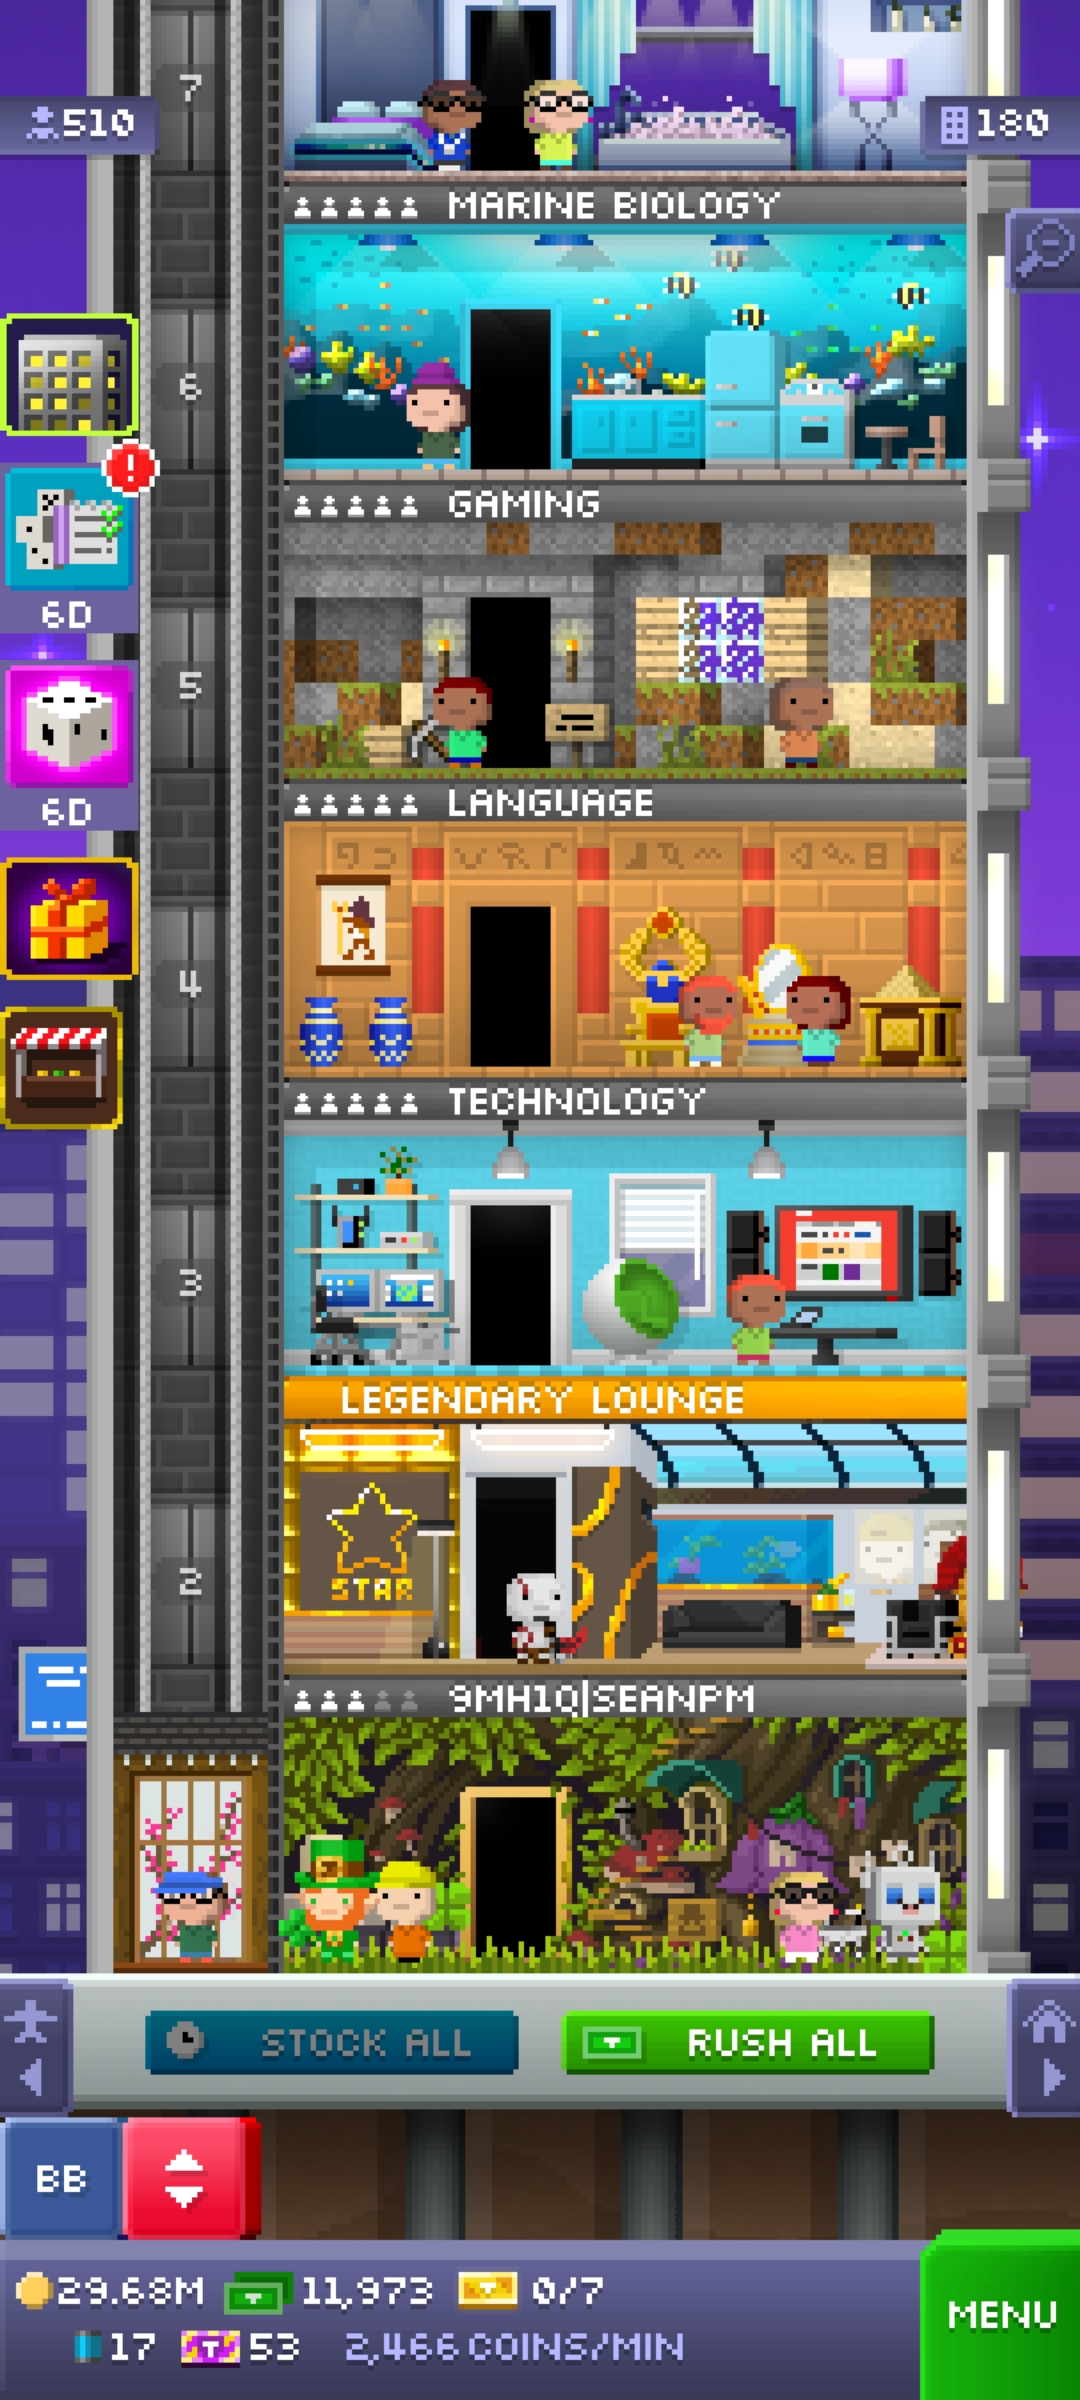 7
510
180
MARINE BIOLOGY
6
GAMING
6D
5
6D
LANGUAGE
4
TECHNOLOGY
3
LEGENDARY LOUNGE
STAR
2
9MH1Q|SEANPM
STOCK ALL
RUSH ALL
BB
29.68M 11,973 0/7
17 53 2,466 COINS/MIN
MENU